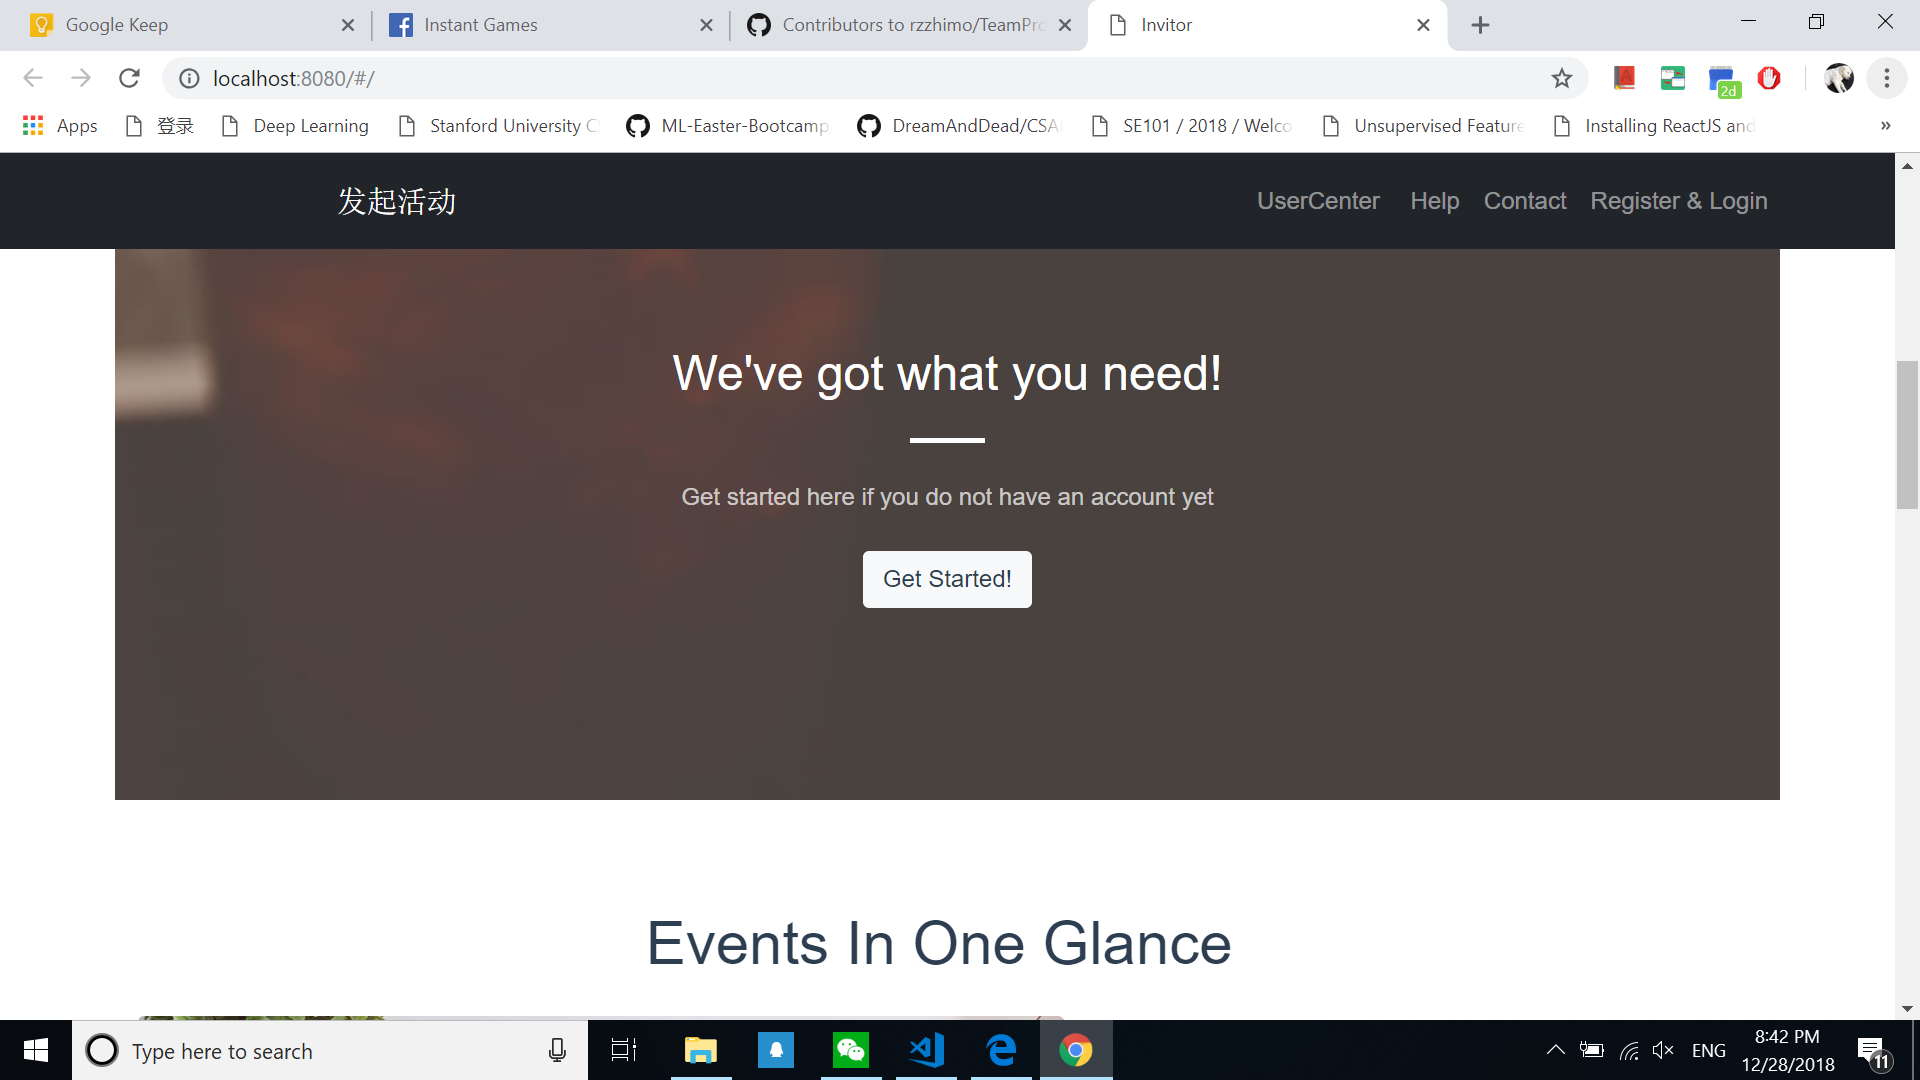 Google Keep
Instant Games
Contributors to rzzhimo/TeamPro
Invitor
localhost:8080/#/
2d
Apps
登录
Deep Learning
Stanford University C
ML-Easter-Bootcamp
DreamAndDead/CSA
SE101 / 2018 / Welco
Unsupervised Feature
Installing ReactJS and
»
发起活动
UserCenter
Help
Contact
Register & Login
We've got what you need!
Get started here if you do not have an account yet
Get Started!
Events In One Glance
Type here to search
ENG
8:42 PM
12/28/2018
11